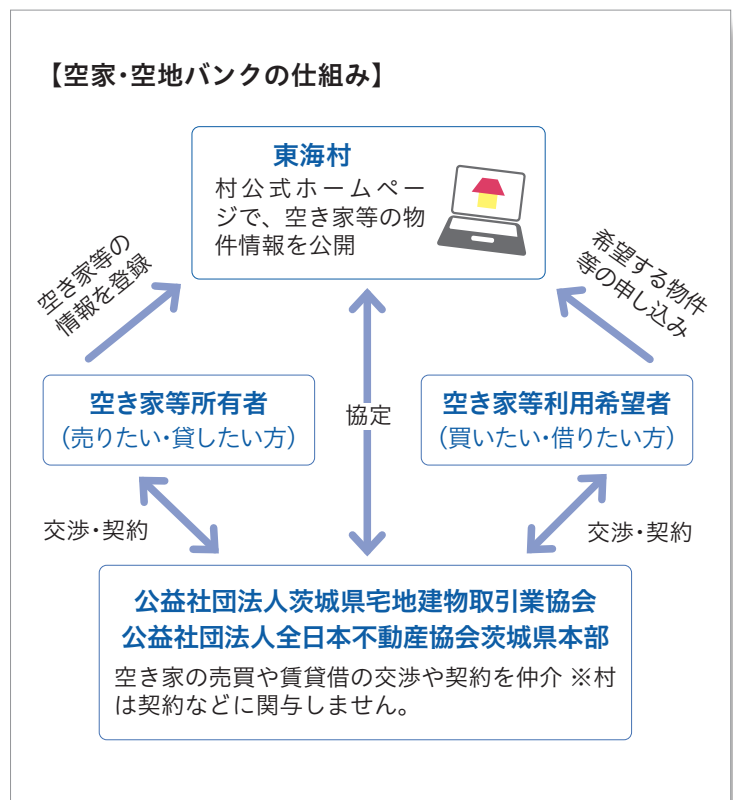 【空家・空地バンクの仕組み】
東海村
村公式ホームペー
ジで、空き家等の物
件情報を公開
空き家等の
情報を登録
希望する物件
等の申し込み
空き家等所有者
（売りたい・貸したい方）
協定
空き家等利用希望者
（買いたい・借りたい方）
交渉・契約
交渉・契約
公益社団法人茨城県宅地建物取引業協会
公益社団法人全日本不動産協会茨城県本部
空き家の売買や賃貸借の交渉や契約を仲介 ※村
は契約などに関与しません。